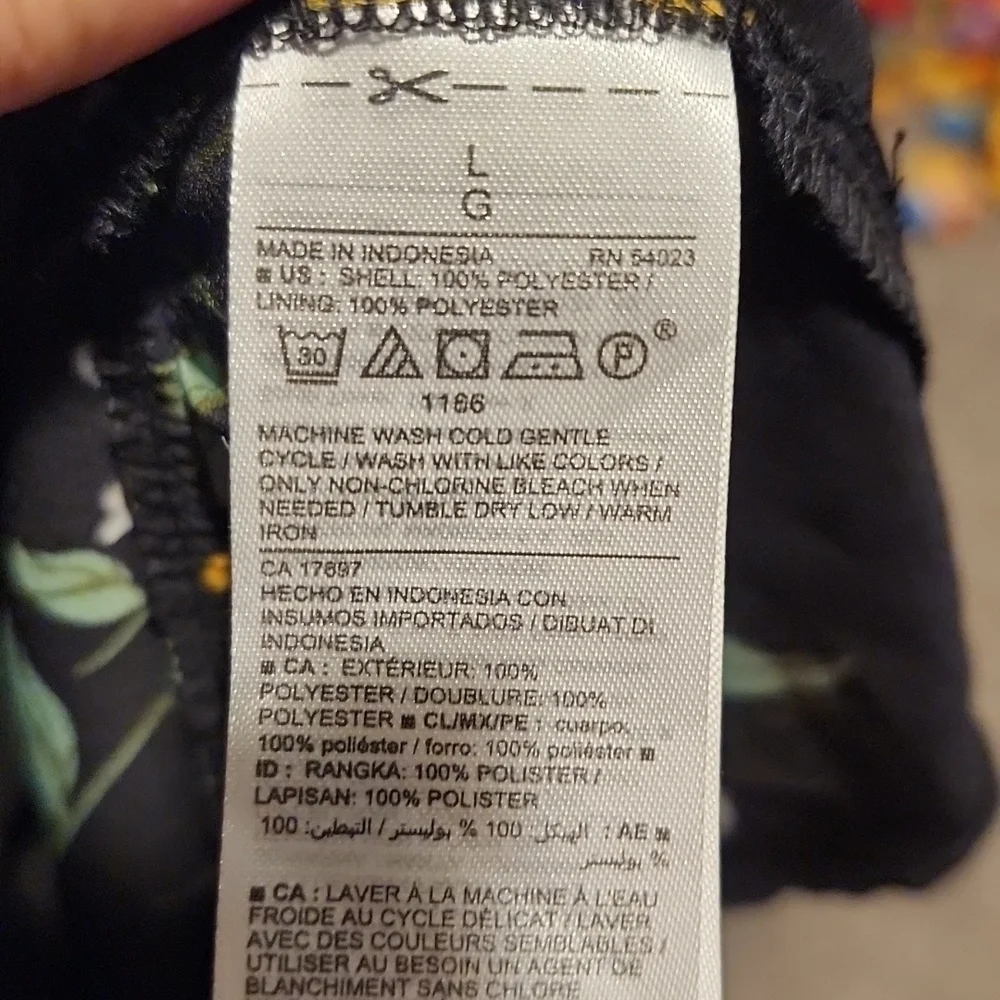 L
G
MADE IN INDONESIA RN 54023
US : SHELL: 100% POLYESTER /
LINING: 100% POLYESTER
30 P ®
1166
MACHINE WASH COLD GENTLE
CYCLE / WASH WITH LIKE COLORS /
ONLY NON-CHLORINE BLEACH WHEN
NEEDED / TUMBLE DRY LOW / WARM
IRON
CA 17897
HECHO EN INDONESIA CON
INSUMOS IMPORTADOS / DIBUAT DI
INDONESIA
CA : EXTÉRIEUR: 100%
POLYESTER / DOUBLURE: 100%
POLYESTER CL/MX/PE : cuerpo:
100% poliéster / forro: 100% poliéster
ID : RANGKA: 100% POLISTER /
LAPISAN: 100% POLISTER
AE : الهيكل: 100 % بوليستر / التبطين: 100
% بوليستر
CA : LAVER À LA MACHINE À L'EAU
FROIDE AU CYCLE DÉLICAT / LAVER
AVEC DES COULEURS SEMBLABLES /
UTILISER AU BESOIN UN AGENT DE
BLANCHIMENT SANS CHLORE